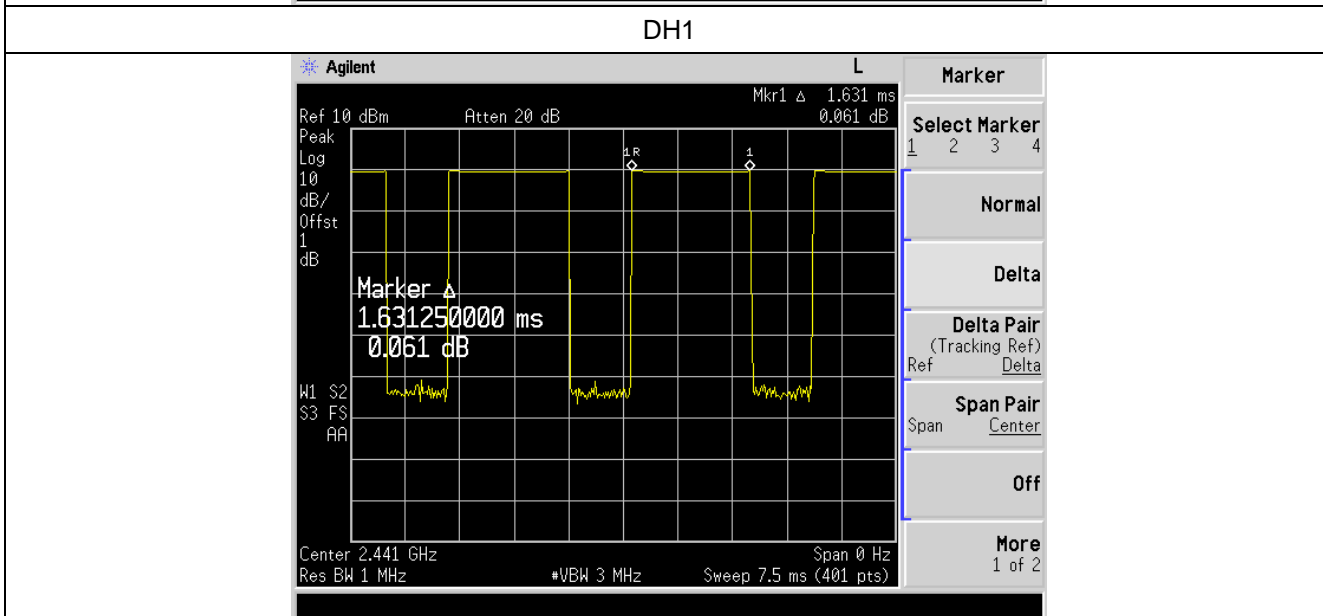 DH1
Agilent L
Mkr1 Δ 1.631 ms
Ref 10 dBm Atten 20 dB 0.061 dB
Peak
Log
10
dB/
Offst
1
dB
1R 1
Marker Δ
1.631250000 ms
0.061 dB
W1 S2
S3 FS
AA
Center 2.441 GHz Span 0 Hz
Res BW 1 MHz #VBW 3 MHz Sweep 7.5 ms (401 pts)
Marker
Select Marker
1 2 3 4
Normal
Delta
Delta Pair
(Tracking Ref)
Ref Delta
Span Pair
Span Center
Off
More
1 of 2